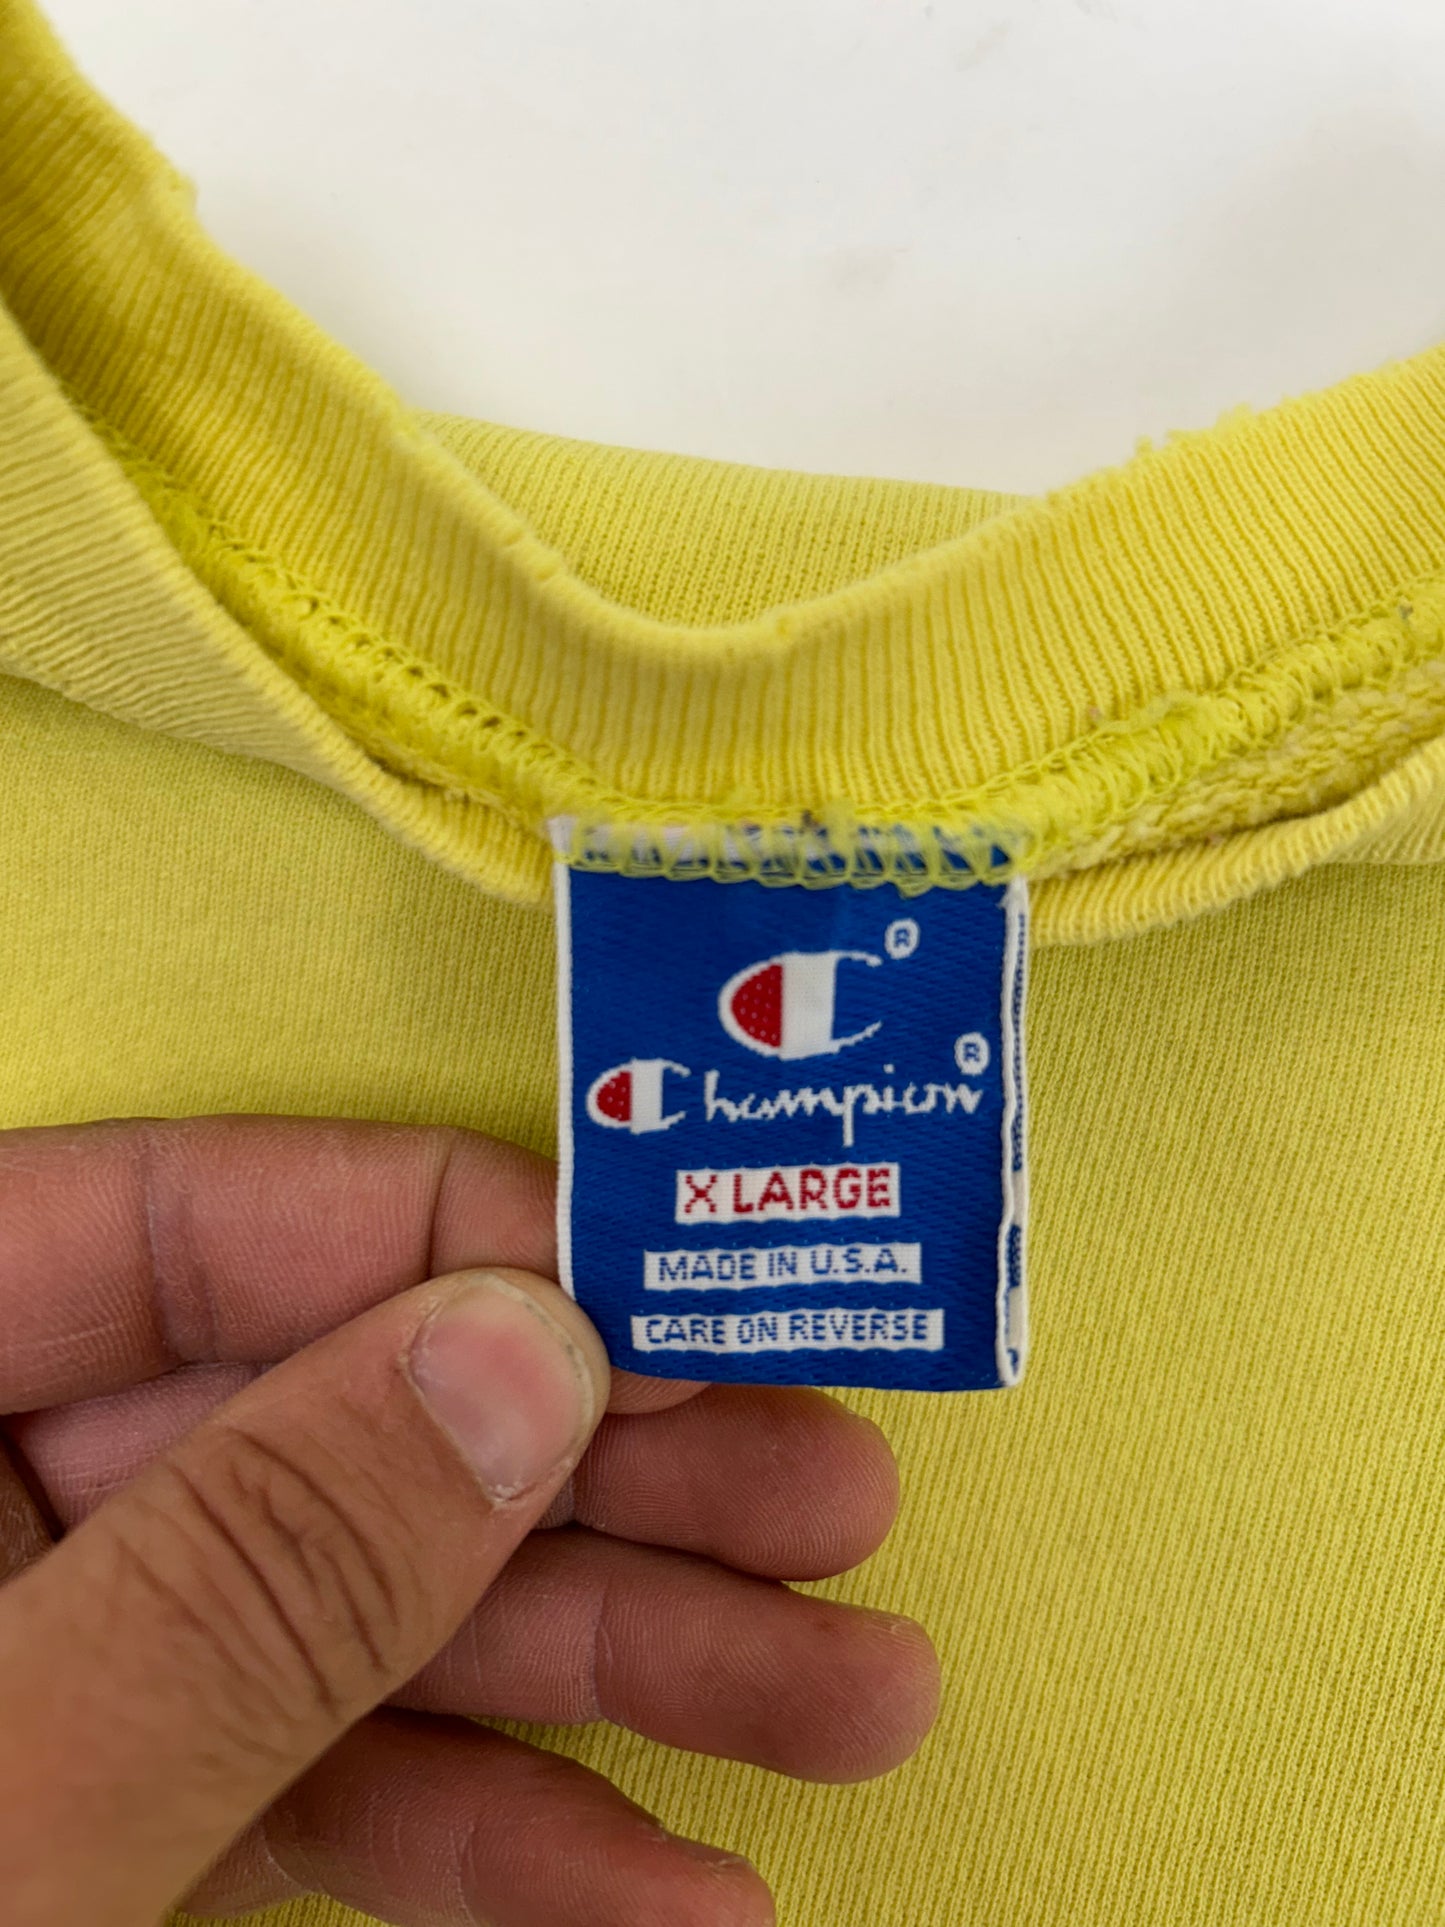 C®
Champion®
X LARGE
MADE IN U.S.A.
CARE ON REVERSE